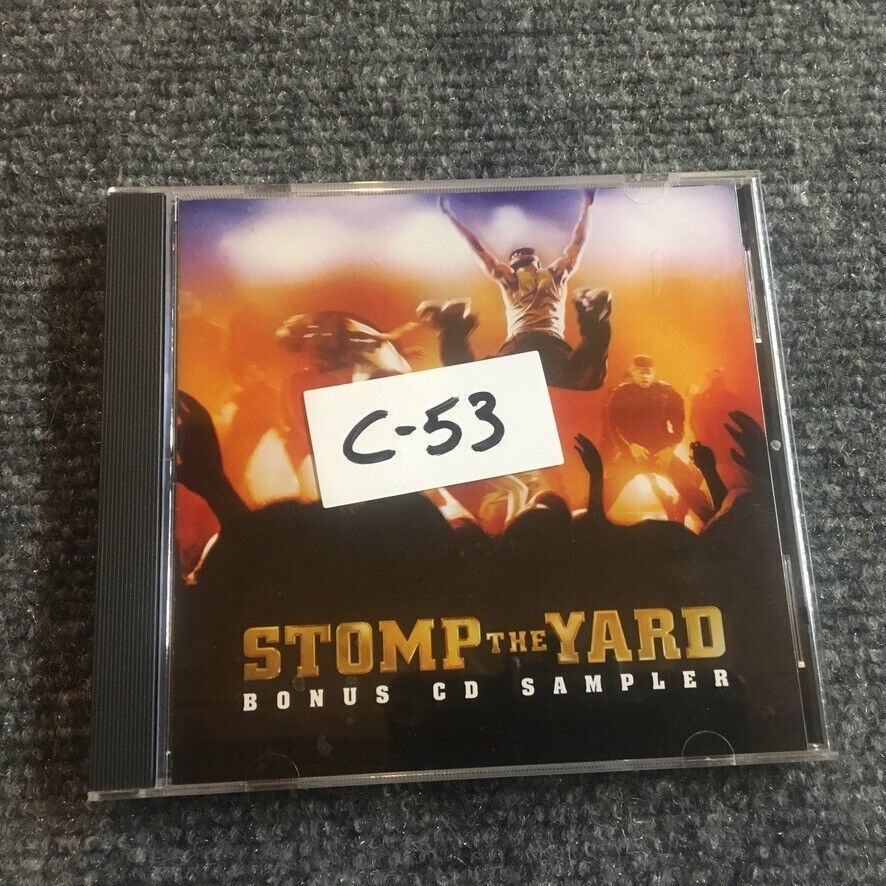 C-53
STOMP THE YARD
BONUS CD SAMPLER